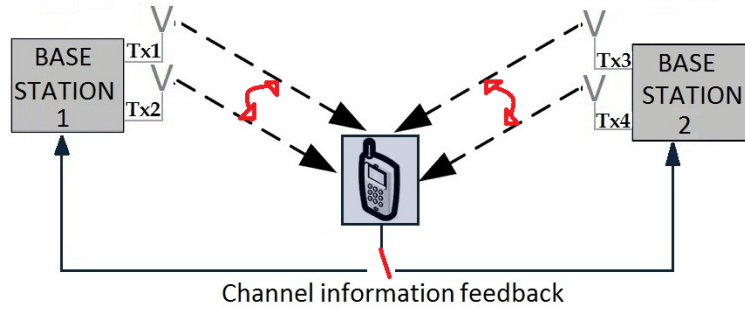 BASE
STATION
1
Tx1
Tx2
Tx3
Tx4
BASE
STATION
2
Channel information feedback